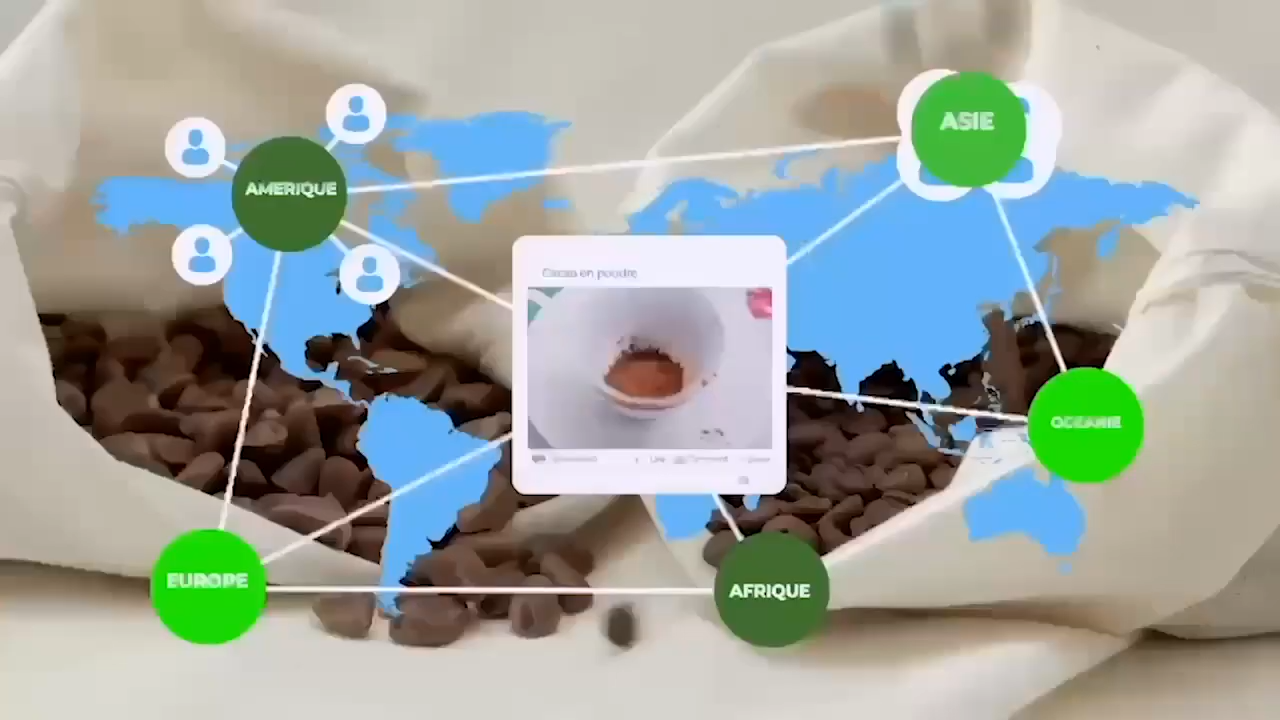 ASIE
AMERIQUE
Cacao en poudre
OCEANIE
EUROPE
AFRIQUE